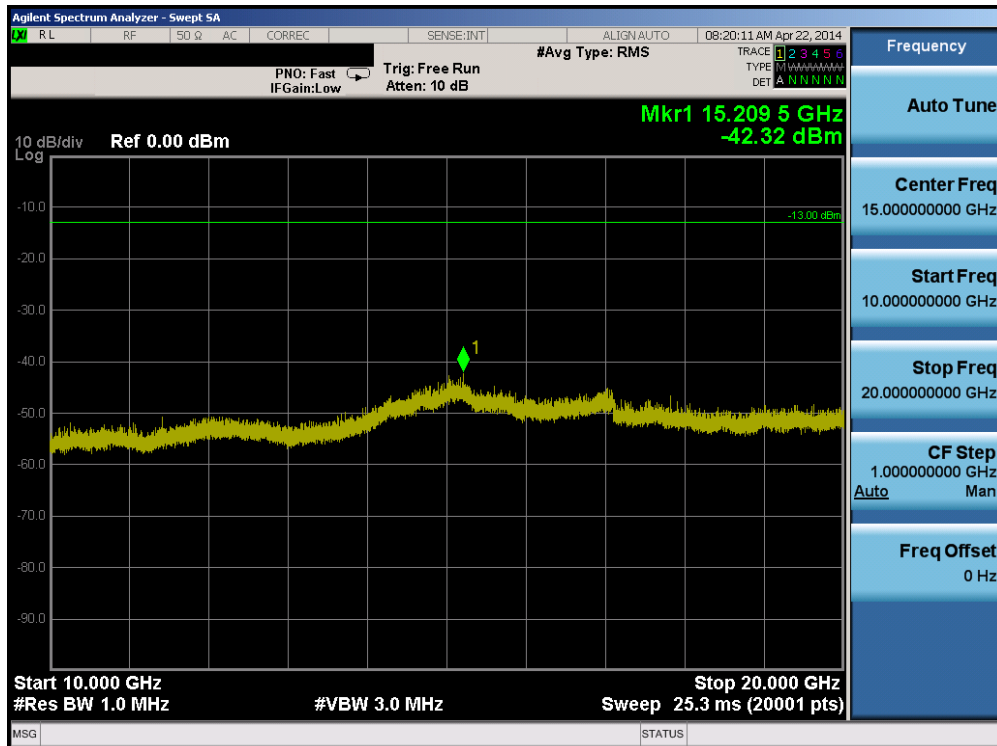 Agilent Spectrum Analyzer - Swept SA
LXI RL RF 50 Ω AC CORREC SENSE:INT ALIGN AUTO 08:20:11 AM Apr 22, 2014
#Avg Type: RMS
TRACE 1 2 3 4 5 6
PNO: Fast Trig: Free Run
TYPE M W W W W W
IFGain:Low Atten: 10 dB
DET A N N N N N
Mkr1 15.209 5 GHz
-42.32 dBm
10 dB/div Ref 0.00 dBm
Log
-10.0
-13.00 dBm
-20.0
-30.0
1
-40.0
-50.0
-60.0
-70.0
-80.0
-90.0
Start 10.000 GHz Stop 20.000 GHz
#Res BW 1.0 MHz #VBW 3.0 MHz Sweep 25.3 ms (20001 pts)
MSG STATUS
Frequency
Auto Tune
Center Freq
15.000000000 GHz
Start Freq
10.000000000 GHz
Stop Freq
20.000000000 GHz
CF Step
1.000000000 GHz
Auto Man
Freq Offset
0 Hz